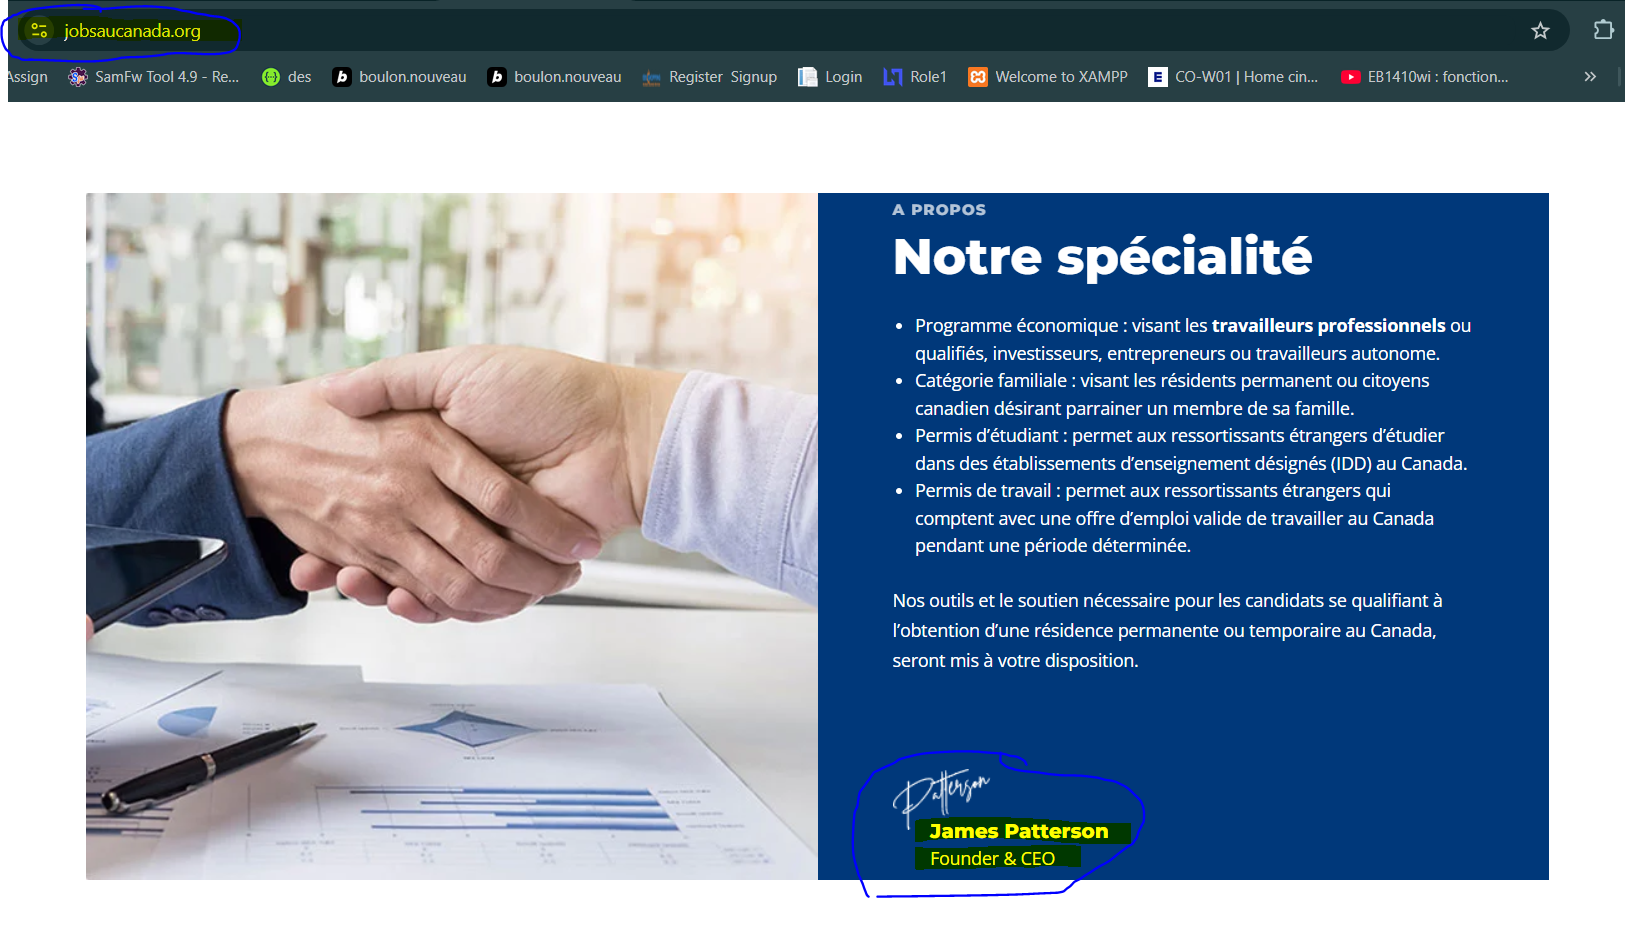 jobsaucanada.org
Assign SamFw Tool 4.9 - Re... des boulon.nouveau boulon.nouveau Register Signup Login Role1 Welcome to XAMPP CO-W01 | Home cin... EB1410wi : fonction... »
A PROPOS
Notre spécialité
• Programme économique : visant les travailleurs professionnels ou
qualifiés, investisseurs, entrepreneurs ou travailleurs autonome.
• Catégorie familiale : visant les résidents permanent ou citoyens
canadien désirant parrainer un membre de sa famille.
• Permis d’étudiant : permet aux ressortissants étrangers d’étudier
dans des établissements d’enseignement désignés (IDD) au Canada.
• Permis de travail : permet aux ressortissants étrangers qui
comptent avec une offre d’emploi valide de travailler au Canada
pendant une période déterminée.
Nos outils et le soutien nécessaire pour les candidats se qualifiant à
l’obtention d’une résidence permanente ou temporaire au Canada,
seront mis à votre disposition.
Patterson
James Patterson
Founder & CEO